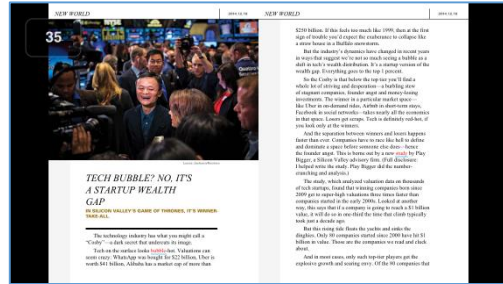 NEW WORLD
2014.12.19
NEW WORLD
2014.12.19
35
TECH BUBBLE? NO, IT'S
A STARTUP WEALTH
GAP
IN SILICON VALLEY'S GAME OF THRONES, IT'S WINNER-
TAKE-ALL.
The technology industry has what you might call a
"Cosby"—a dark secret that undercuts its image.
Tech on the surface looks bubble-lous. Valuations can
seem crazy. WhatsApp was bought for $22 billion, Uber is
worth $41 billion, Alibaba has a market cap of more than
$250 billion. If this feels too much like 1999, then at the first
sign of trouble you'd expect the exuberance to collapse like
a snow house in a Buffalo snowstorm.
But the industry's dynamics have changed in recent years
in ways that suggest we're not so much seeing a bubble as a
shift in tech's wealth distribution. It's a startup version of the
wealth gap. Everything goes to the top 1 percent.
So the Cosby is that below the top tier you'll find a
whole lot of striving and desperation—a bubbling stew
of stagnant companies, founder angst and money-losing
investments. The winner in a particular market space—
like Uber in on-demand rides, Airbnb in short-term stays,
Facebook in social networks—takes nearly all the economics
in that space. Losers get scraps. Tech is definitely red-hot, if
you look only at the winners.
And the separation between winners and losers happens
faster than ever. Companies have to race like hell to define
and dominate a space before someone else does—hence
the founder angst. This is borne out by a new study by Play
Bigger, a Silicon Valley advisory firm. (Full disclosure:
I helped write the study. Play Bigger did the number-
crunching and analysis.)
The study, which analyzed valuation data on thousands
of tech startups, found that winning companies born since
2009 get to super-high valuations three times faster than
companies started in the early 2000s. Looked at another
way, this says that if a company is going to reach a $1 billion
value, it will do so in one-third the time that climb typically
took just a decade ago.
But this rising tide floats the yachts and sinks the
dinghies. Only 80 companies started since 2000 have hit $1
billion in value. Those are the companies we read and cluck
about.
And in most cases, only such top-tier players get the
explosive growth and soaring envy. Of the 80 companies that